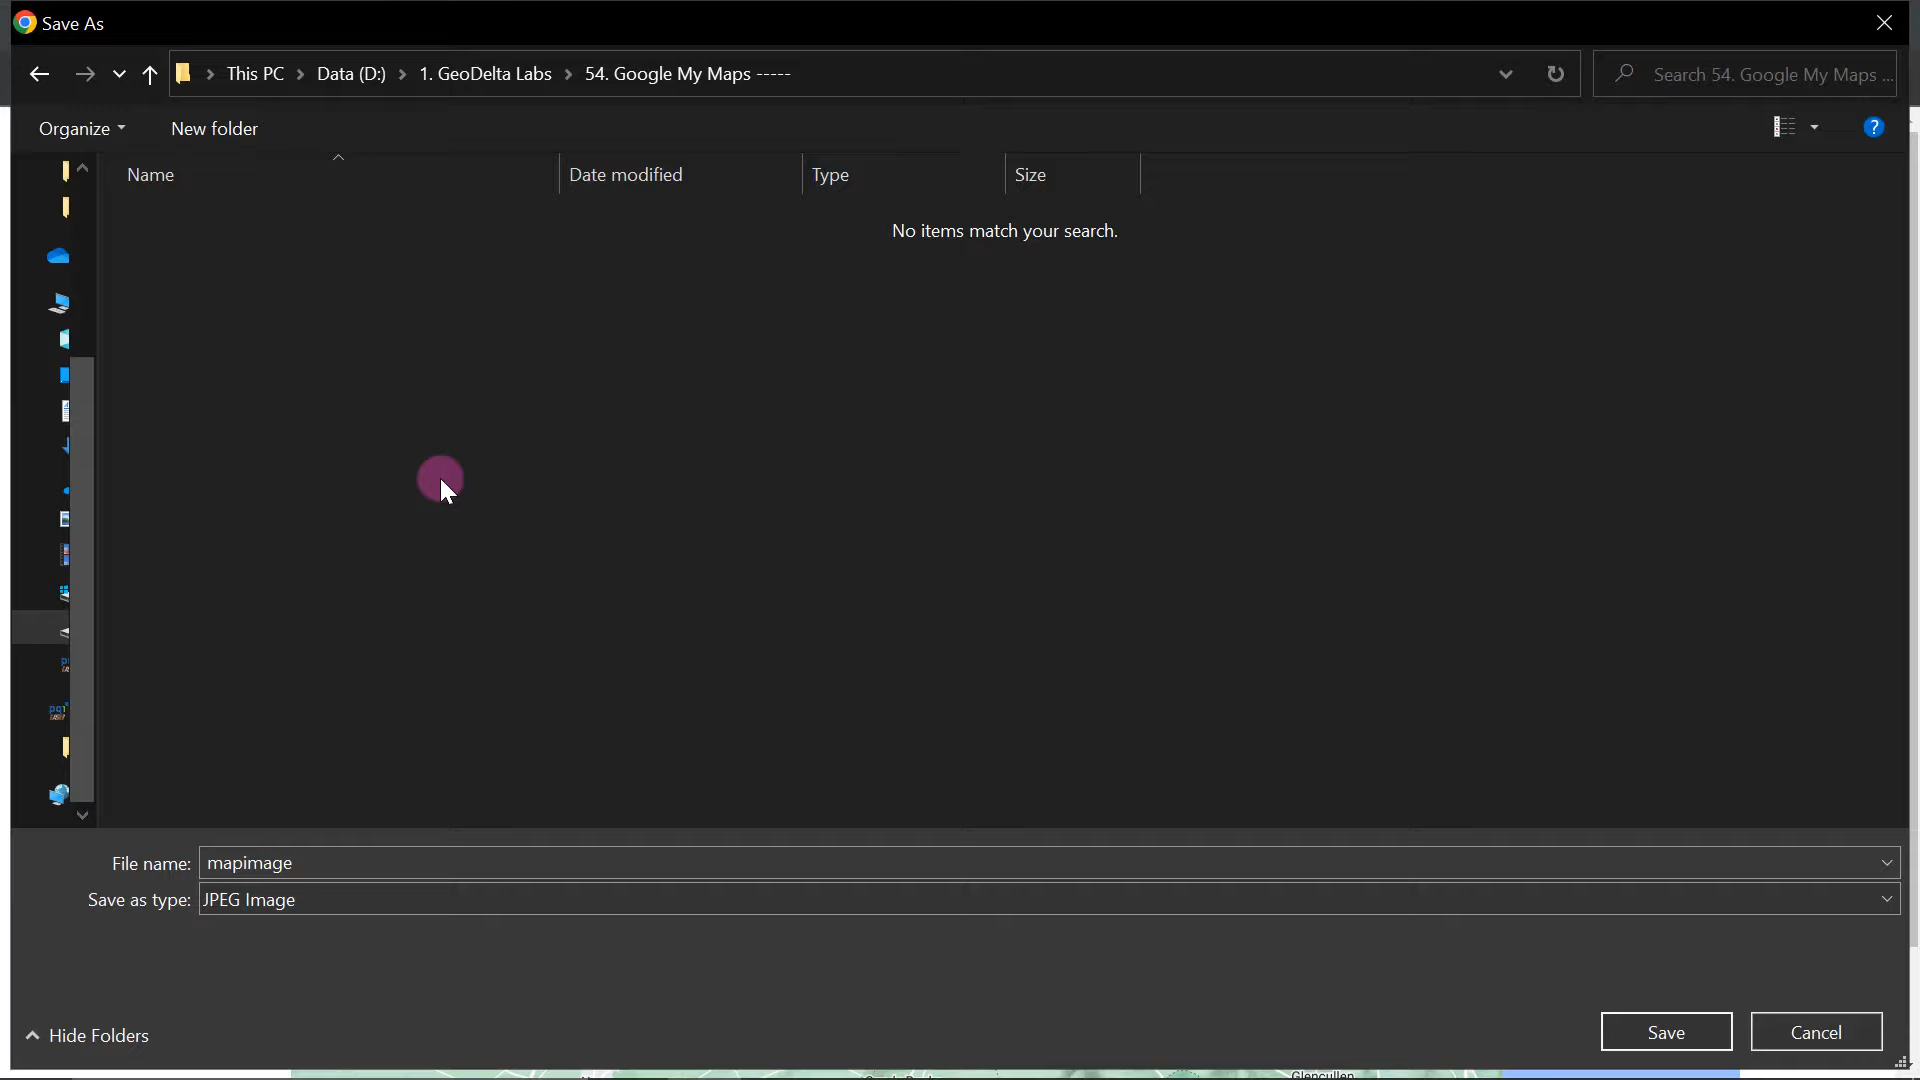 Save As
This PC > Data (D:) > 1. GeoDelta Labs > 54. Google My Maps -----
Search 54. Google My Maps ...
Organize
New folder
?
Name
Date modified
Type
Size
No items match your search.
File name: mapimage
Save as type: JPEG Image
Hide Folders
Save
Cancel
Glencullen